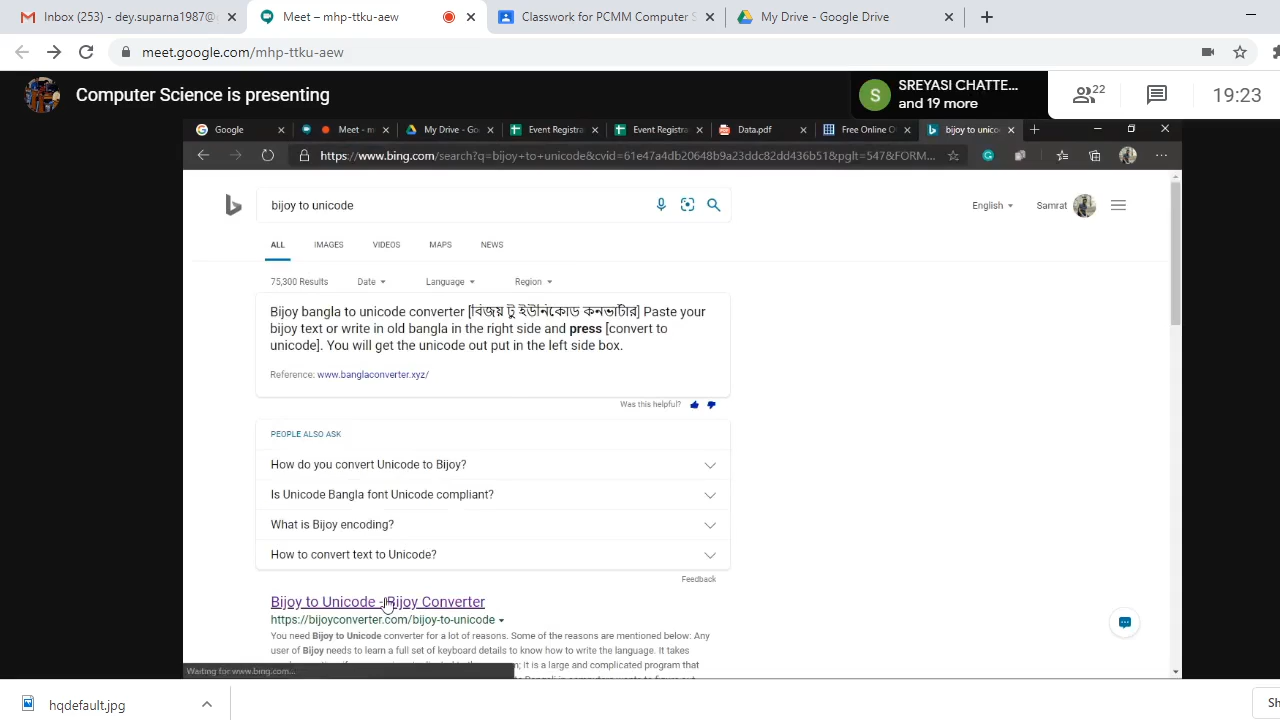 Inbox (253) - dey.suparna1987@
Meet – mhp-ttku-aew
Classwork for PCMM Computer S
My Drive - Google Drive
meet.google.com/mhp-ttku-aew
Computer Science is presenting
S
SREYASI CHATTE...
and 19 more
22
19:23
Google
Meet - m
My Drive - Go
Event Registra
Event Registra
Data.pdf
Free Online O
bijoy to unico
https://www.bing.com/search?q=bijoy+to+unicode&cvid=61e47a4db20648b9a23ddc82dd436b51&pglt=547&FORM...
bijoy to unicode
English
Samrat
ALL
IMAGES
VIDEOS
MAPS
NEWS
75,300 Results
Date
Language
Region
Bijoy bangla to unicode converter [বিজয় টু ইউনিকোড কনভার্টার] Paste your
bijoy text or write in old bangla in the right side and press [convert to
unicode]. You will get the unicode out put in the left side box.
Reference: www.banglaconverter.xyz/
Was this helpful?
PEOPLE ALSO ASK
How do you convert Unicode to Bijoy?
Is Unicode Bangla font Unicode compliant?
What is Bijoy encoding?
How to convert text to Unicode?
Feedback
Bijoy to Unicode - Bijoy Converter
https://bijoyconverter.com/bijoy-to-unicode
You need Bijoy to Unicode converter for a lot of reasons. Some of the reasons are mentioned below: Any
user of Bijoy needs to learn a full set of keyboard details to know how to write the language. It takes
it is a large and complicated program that
Waiting for www.bing.com...
hqdefault.jpg
Sh